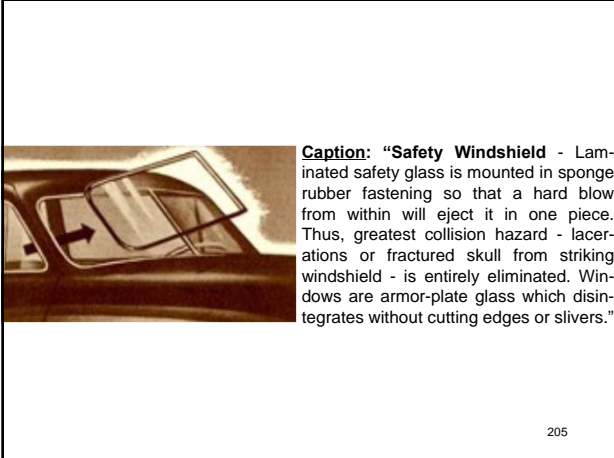 Caption: “Safety Windshield - Lam-
inated safety glass is mounted in sponge
rubber fastening so that a hard blow
from within will eject it in one piece.
Thus, greatest collision hazard - lacer-
ations or fractured skull from striking
windshield - is entirely eliminated. Win-
dows are armor-plate glass which disin-
tegrates without cutting edges or slivers.”
205